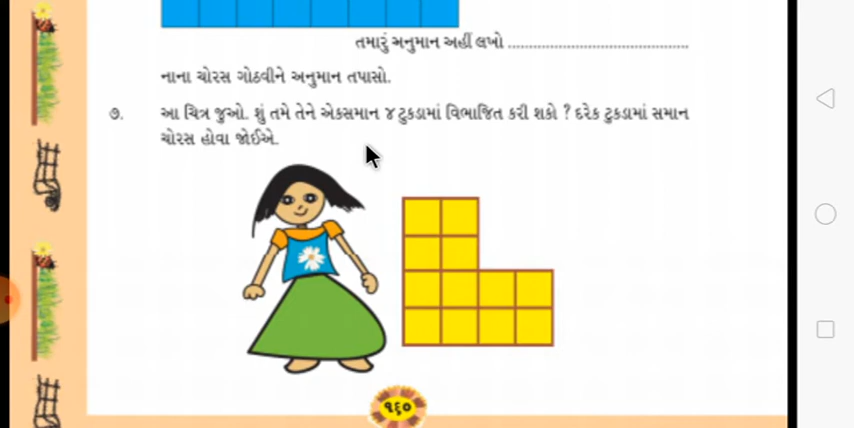 તમારું અનુમાન અહીં લખો ................................................
નાના ચોરસ ગોઠવીને અનુમાન તપાસો.
૭. આ ચિત્ર જુઓ. શું તમે તેને એકસમાન ૪ ટુકડામાં વિભાજિત કરી શકો ? દરેક ટુકડામાં સમાન
ચોરસ હોવા જોઈએ.
૧૬૦